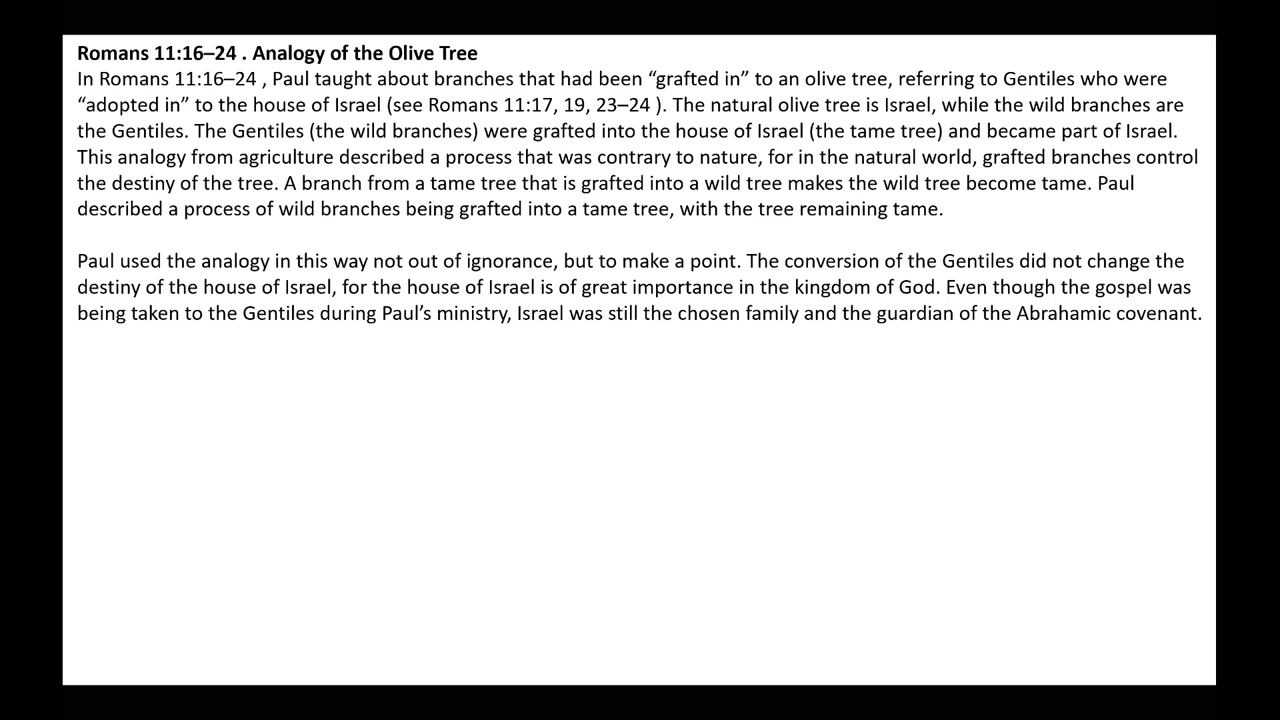 Romans 11:16–24 . Analogy of the Olive Tree
In Romans 11:16–24 , Paul taught about branches that had been “grafted in” to an olive tree, referring to Gentiles who were
“adopted in” to the house of Israel (see Romans 11:17, 19, 23–24 ). The natural olive tree is Israel, while the wild branches are
the Gentiles. The Gentiles (the wild branches) were grafted into the house of Israel (the tame tree) and became part of Israel.
This analogy from agriculture described a process that was contrary to nature, for in the natural world, grafted branches control
the destiny of the tree. A branch from a tame tree that is grafted into a wild tree makes the wild tree become tame. Paul
described a process of wild branches being grafted into a tame tree, with the tree remaining tame.
Paul used the analogy in this way not out of ignorance, but to make a point. The conversion of the Gentiles did not change the
destiny of the house of Israel, for the house of Israel is of great importance in the kingdom of God. Even though the gospel was
being taken to the Gentiles during Paul’s ministry, Israel was still the chosen family and the guardian of the Abrahamic covenant.